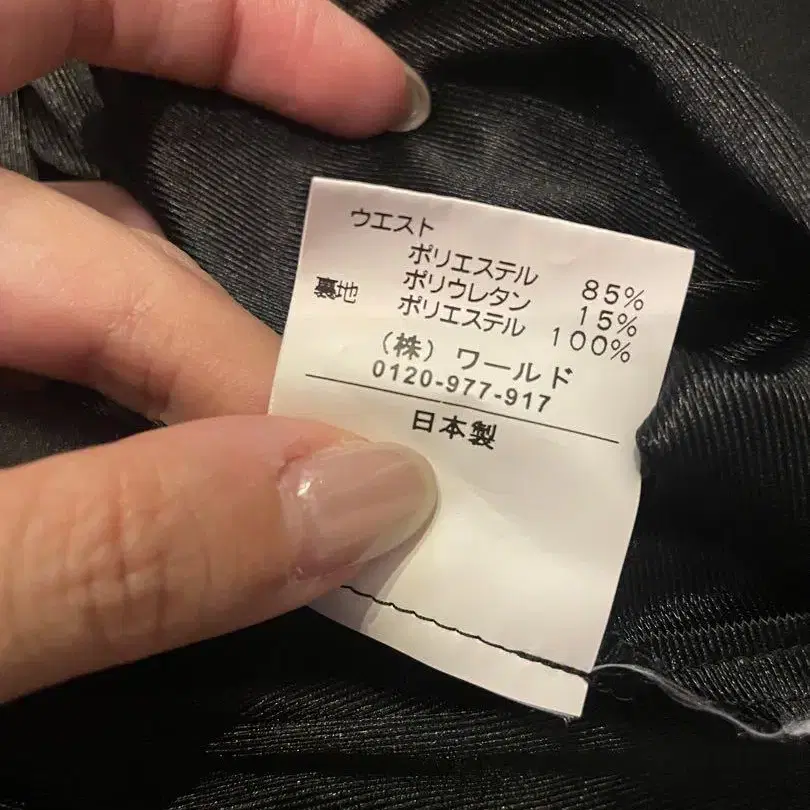 ウエスト
ポリエステル 85%
ポリウレタン 15%
裏地 ポリエステル 100%
(株) ワールド
0120-977-917
日本製